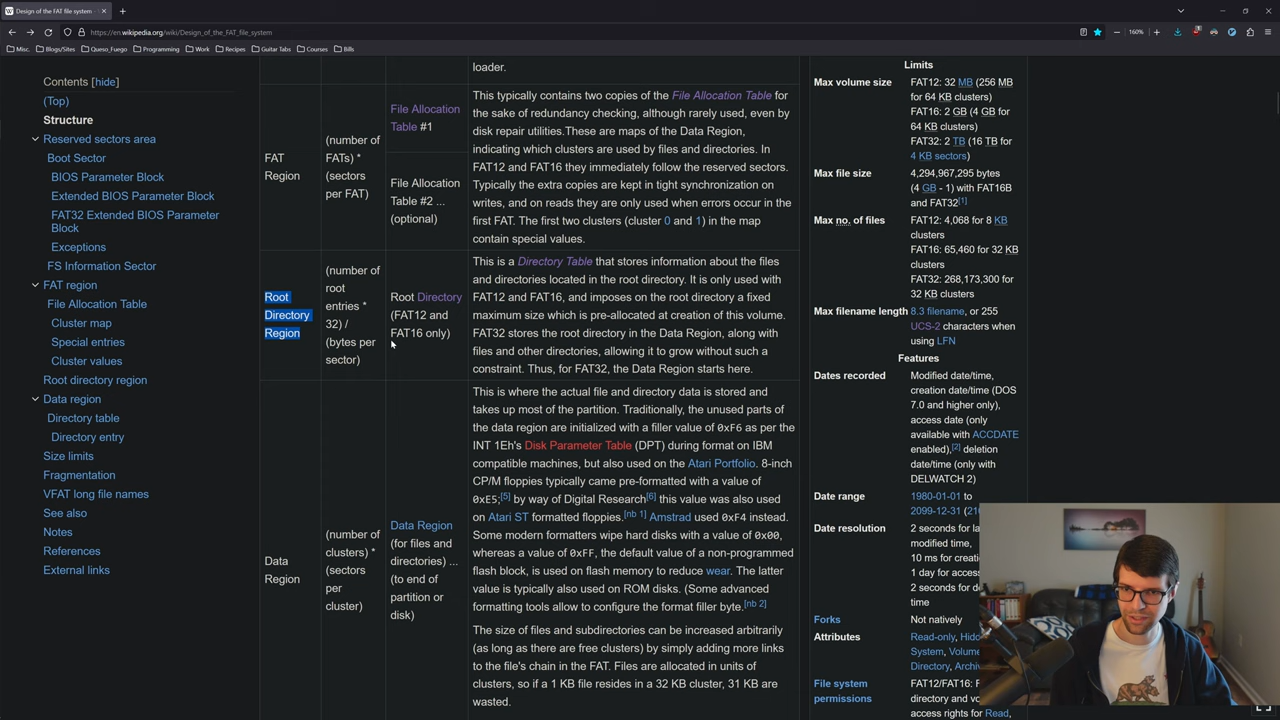 Design of the FAT file system -
https://en.wikipedia.org/wiki/Design_of_the_FAT_file_system
160%
Misc.
Blogs/Sites
Queso_Fuego
Programming
Work
Recipes
Guitar Tabs
Courses
Bills
Contents [hide]
(Top)
Structure
Reserved sectors area
Boot Sector
BIOS Parameter Block
Extended BIOS Parameter Block
FAT32 Extended BIOS Parameter
Block
Exceptions
FS Information Sector
FAT region
File Allocation Table
Cluster map
Special entries
Cluster values
Root directory region
Data region
Directory table
Directory entry
Size limits
Fragmentation
VFAT long file names
See also
Notes
References
External links
loader.
FAT
Region
(number of
FATs) *
(sectors
per FAT)
File Allocation
Table #1
File Allocation
Table #2 ...
(optional)
This typically contains two copies of the File Allocation Table for
the sake of redundancy checking, although rarely used, even by
disk repair utilities.These are maps of the Data Region,
indicating which clusters are used by files and directories. In
FAT12 and FAT16 they immediately follow the reserved sectors.
Typically the extra copies are kept in tight synchronization on
writes, and on reads they are only used when errors occur in the
first FAT. The first two clusters (cluster 0 and 1) in the map
contain special values.
Root
Directory
Region
(number of
root
entries *
32) /
(bytes per
sector)
Root Directory
(FAT12 and
FAT16 only)
This is a Directory Table that stores information about the files
and directories located in the root directory. It is only used with
FAT12 and FAT16, and imposes on the root directory a fixed
maximum size which is pre-allocated at creation of this volume.
FAT32 stores the root directory in the Data Region, along with
files and other directories, allowing it to grow without such a
constraint. Thus, for FAT32, the Data Region starts here.
Data
Region
(number of
clusters) *
(sectors
per
cluster)
Data Region
(for files and
directories) ...
(to end of
partition or
disk)
This is where the actual file and directory data is stored and
takes up most of the partition. Traditionally, the unused parts of
the data region are initialized with a filler value of 0xF6 as per the
INT 1Eh's Disk Parameter Table (DPT) during format on IBM
compatible machines, but also used on the Atari Portfolio. 8-inch
CP/M floppies typically came pre-formatted with a value of
0xE5;[5] by way of Digital Research[6] this value was also used
on Atari ST formatted floppies.[nb 1] Amstrad used 0xF4 instead.
Some modern formatters wipe hard disks with a value of 0x00,
whereas a value of 0xFF, the default value of a non-programmed
flash block, is used on flash memory to reduce wear. The latter
value is typically also used on ROM disks. (Some advanced
formatting tools allow to configure the format filler byte.[nb 2]
The size of files and subdirectories can be increased arbitrarily
(as long as there are free clusters) by simply adding more links
to the file's chain in the FAT. Files are allocated in units of
clusters, so if a 1 KB file resides in a 32 KB cluster, 31 KB are
wasted.
Limits
Max volume size
FAT12: 32 MB (256 MB
for 64 KB clusters)
FAT16: 2 GB (4 GB for
64 KB clusters)
FAT32: 2 TB (16 TB for
4 KB sectors)
Max file size
4,294,967,295 bytes
(4 GB - 1) with FAT16B
and FAT32[1]
Max no. of files
FAT12: 4,068 for 8 KB
clusters
FAT16: 65,460 for 32 KB
clusters
FAT32: 268,173,300 for
32 KB clusters
Max filename length
8.3 filename, or 255
UCS-2 characters when
using LFN
Features
Dates recorded
Modified date/time,
creation date/time (DOS
7.0 and higher only),
access date (only
available with ACCDATE
enabled),[2] deletion
date/time (only with
DELWATCH 2)
Date range
1980-01-01 to
2099-12-31
Date resolution
2 seconds for
modified time,
10 ms for
1 day for access
2 seconds for
time
Forks
Not natively
Attributes
Read-only,
System,
Directory,
File system
permissions
FAT12/FAT16:
directory and
access rights for Read,